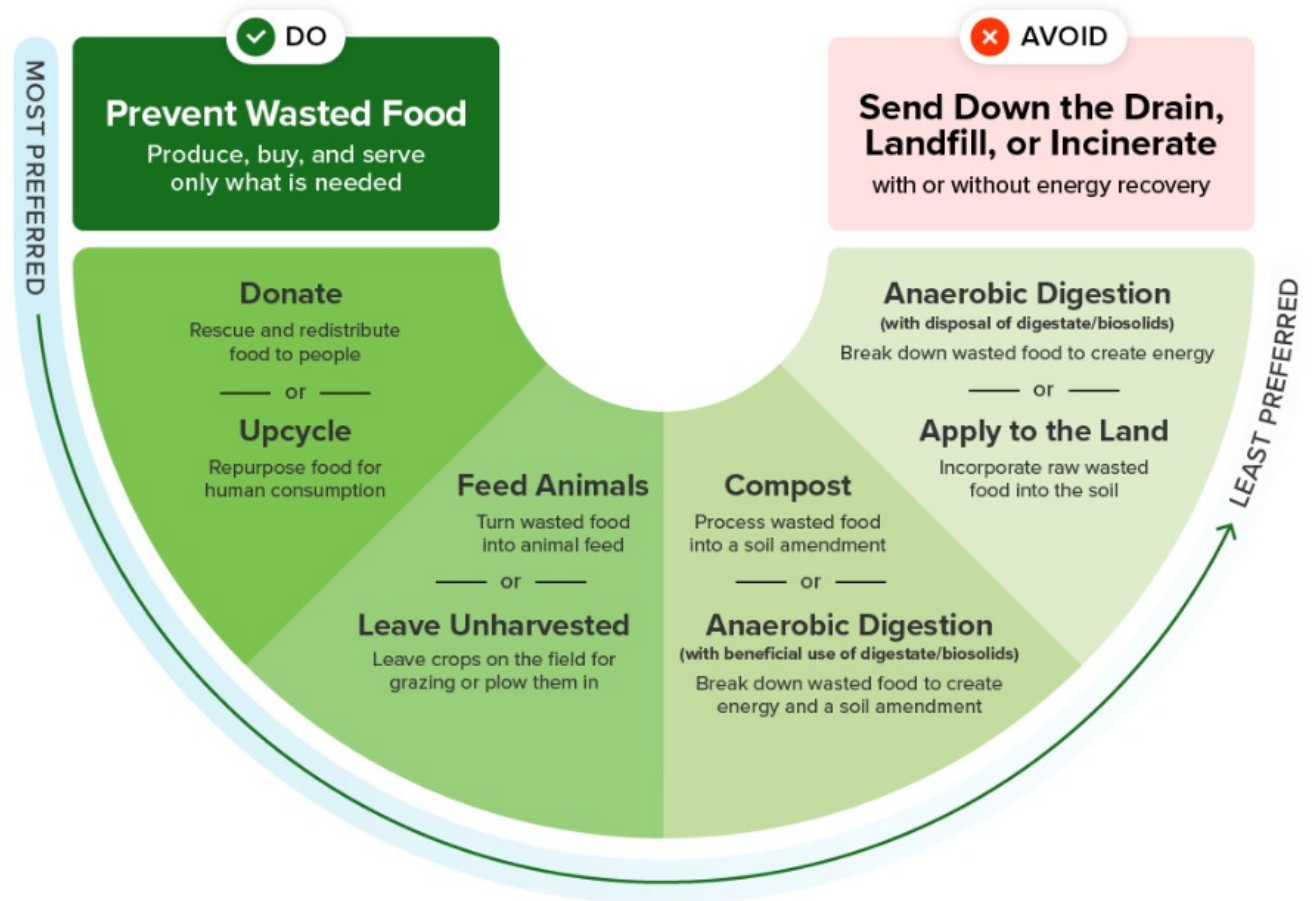 DO
AVOID
MOST PREFERRED
Prevent Wasted Food
Produce, buy, and serve
only what is needed
Send Down the Drain,
Landfill, or Incinerate
with or without energy recovery
Donate
Rescue and redistribute
food to people
or
Upcycle
Repurpose food for
human consumption
Feed Animals
Turn wasted food
into animal feed
or
Leave Unharvested
Leave crops on the field for
grazing or plow them in
Compost
Process wasted food
into a soil amendment
or
Anaerobic Digestion
(with beneficial use of digestate/biosolids)
Break down wasted food to create
energy and a soil amendment
Anaerobic Digestion
(with disposal of digestate/biosolids)
Break down wasted food to create energy
or
Apply to the Land
Incorporate raw wasted
food into the soil
LEAST PREFERRED